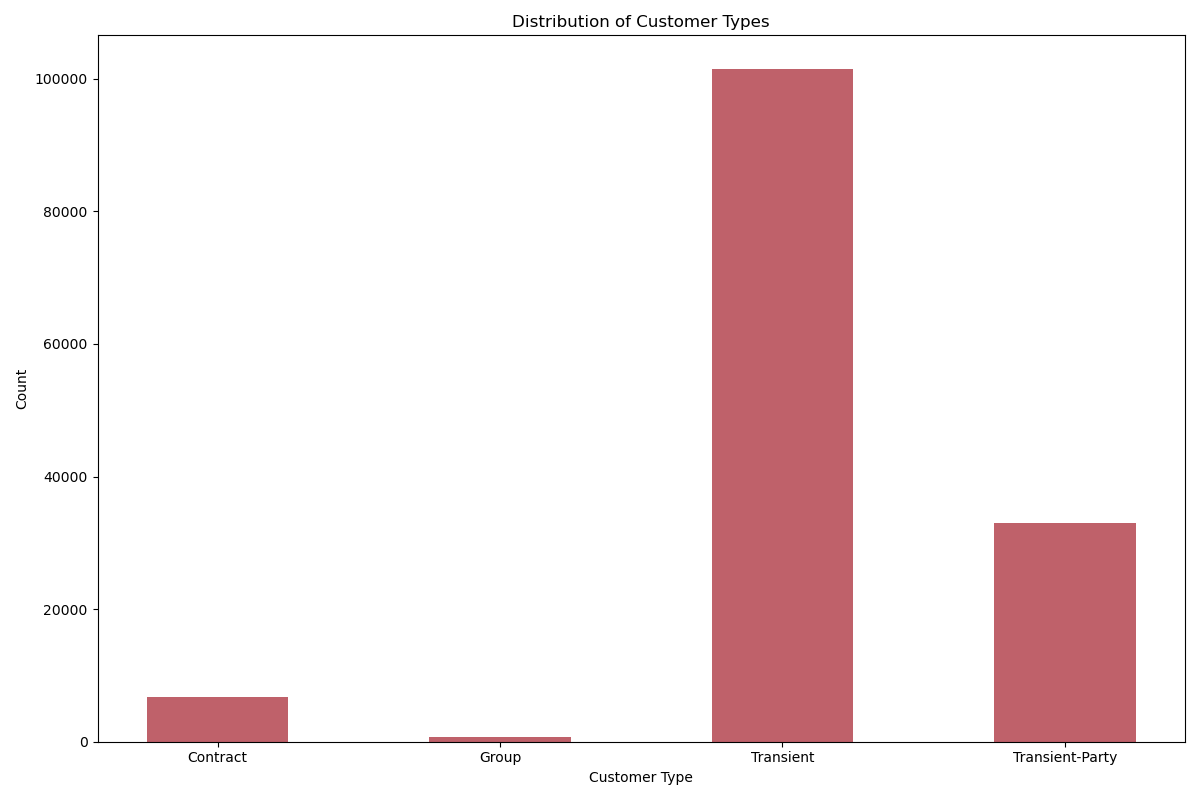 Distribution of Customer Types
100000
80000
60000
40000
20000
0
Count
Contract
Group
Transient
Transient-Party
Customer Type